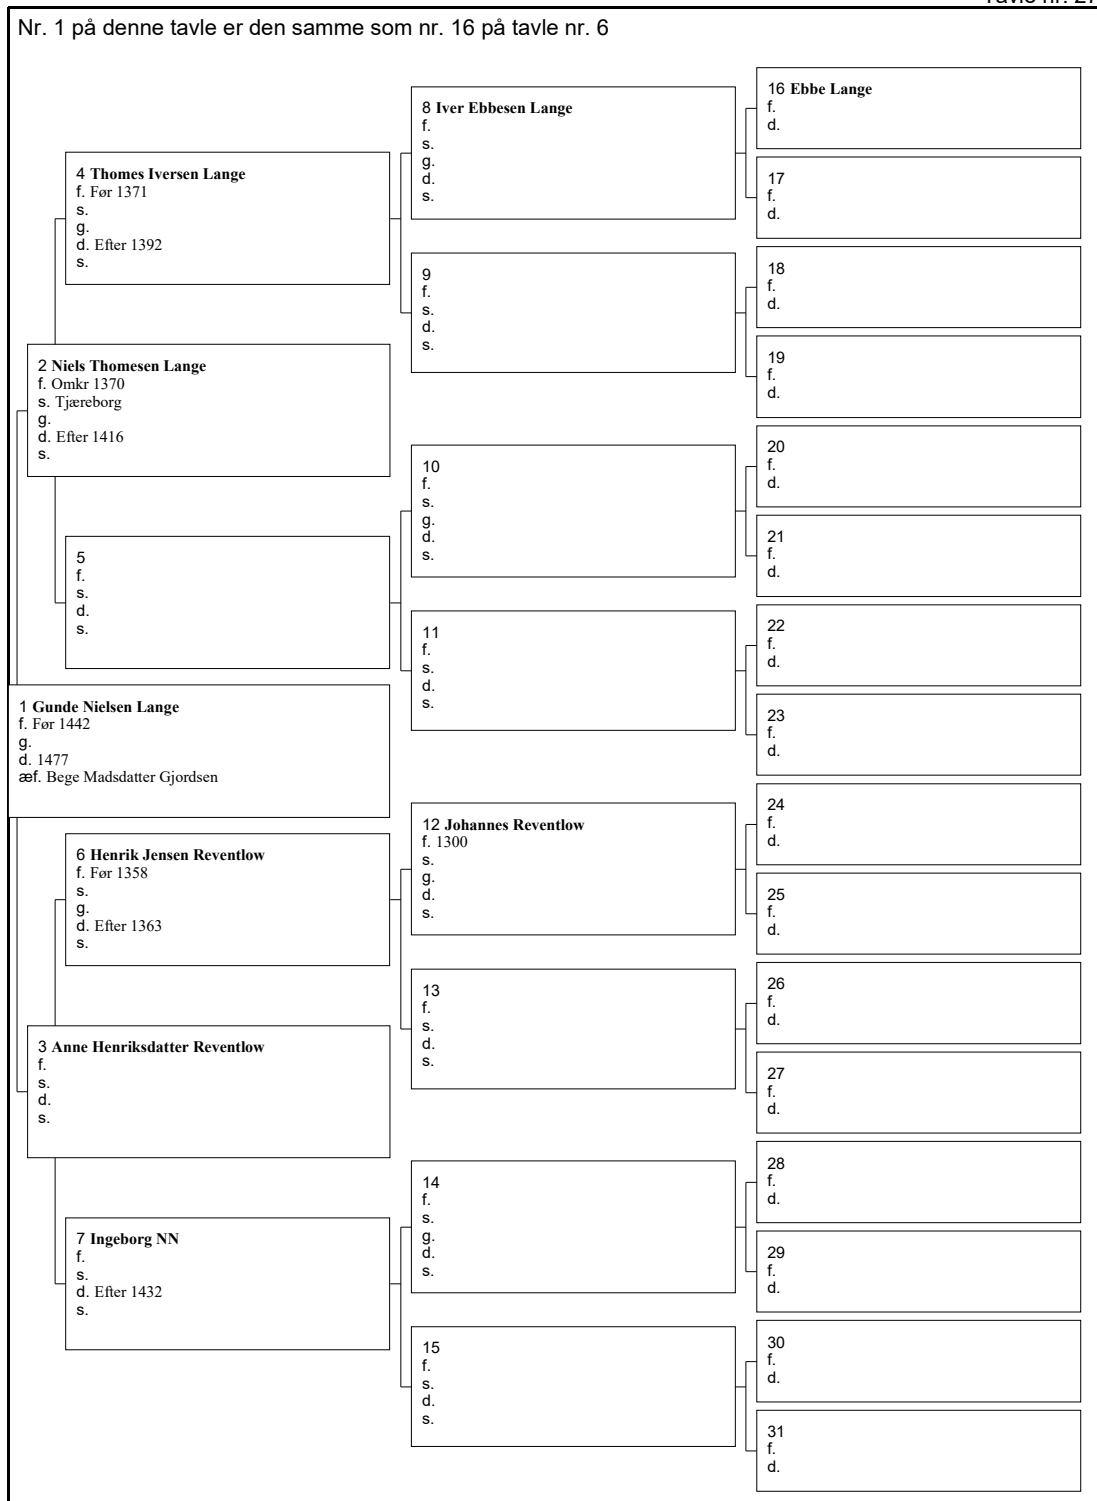 Tavle nr. 27
Nr. 1 på denne tavle er den samme som nr. 16 på tavle nr. 6
16 Ebbe Lange
f.
d.
8 Iver Ebbesen Lange
f.
s.
g.
d.
s.
17
f.
d.
4 Thomes Iversen Lange
f. Før 1371
s.
g.
d. Efter 1392
s.
18
f.
d.
9
f.
s.
d.
s.
19
f.
d.
2 Niels Thomesen Lange
f. Omkr 1370
s. Tjæreborg
g.
d. Efter 1416
s.
20
f.
d.
10
f.
s.
g.
d.
s.
21
f.
d.
5
f.
s.
d.
s.
22
f.
d.
11
f.
s.
d.
s.
23
f.
d.
1 Gunde Nielsen Lange
f. Før 1442
g.
d. 1477
æf. Bege Madsdatter Gjordsen
24
f.
d.
12 Johannes Reventlow
f. 1300
s.
g.
d.
s.
25
f.
d.
6 Henrik Jensen Reventlow
f. Før 1358
s.
g.
d. Efter 1363
s.
26
f.
d.
13
f.
s.
d.
s.
27
f.
d.
3 Anne Henriksdatter Reventlow
f.
s.
d.
s.
28
f.
d.
14
f.
s.
g.
d.
s.
29
f.
d.
7 Ingeborg NN
f.
s.
d. Efter 1432
s.
30
f.
d.
15
f.
s.
d.
s.
31
f.
d.